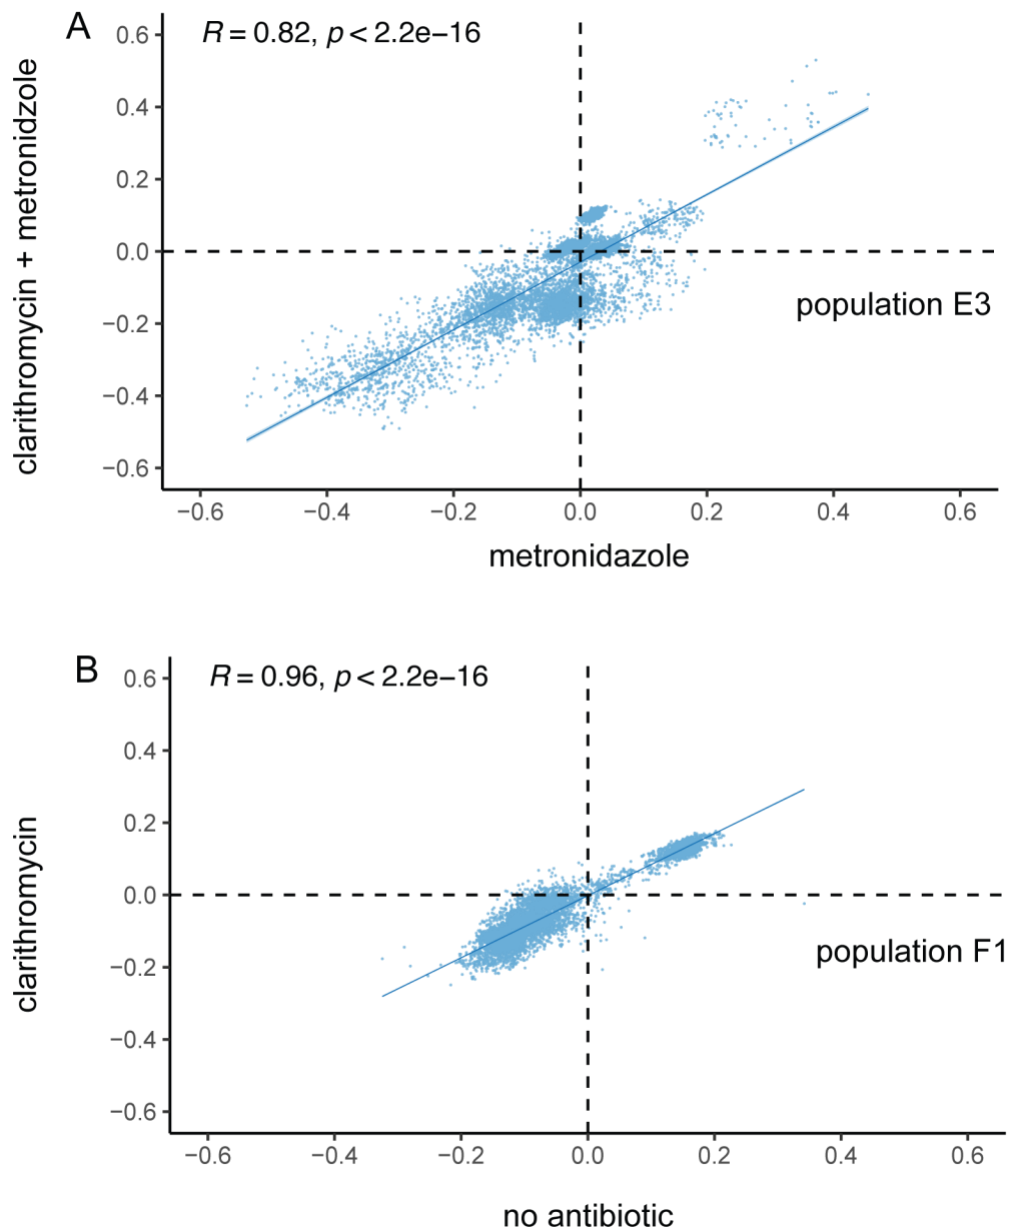 A
R = 0.82, p < 2.2e−16
clarithromycin + metronidzole
0.6
0.4
0.2
0.0
−0.2
−0.4
−0.6
population E3
−0.6 −0.4 −0.2 0.0 0.2 0.4 0.6
metronidazole
B
R = 0.96, p < 2.2e−16
clarithromycin
0.6
0.4
0.2
0.0
−0.2
−0.4
−0.6
population F1
−0.6 −0.4 −0.2 0.0 0.2 0.4 0.6
no antibiotic